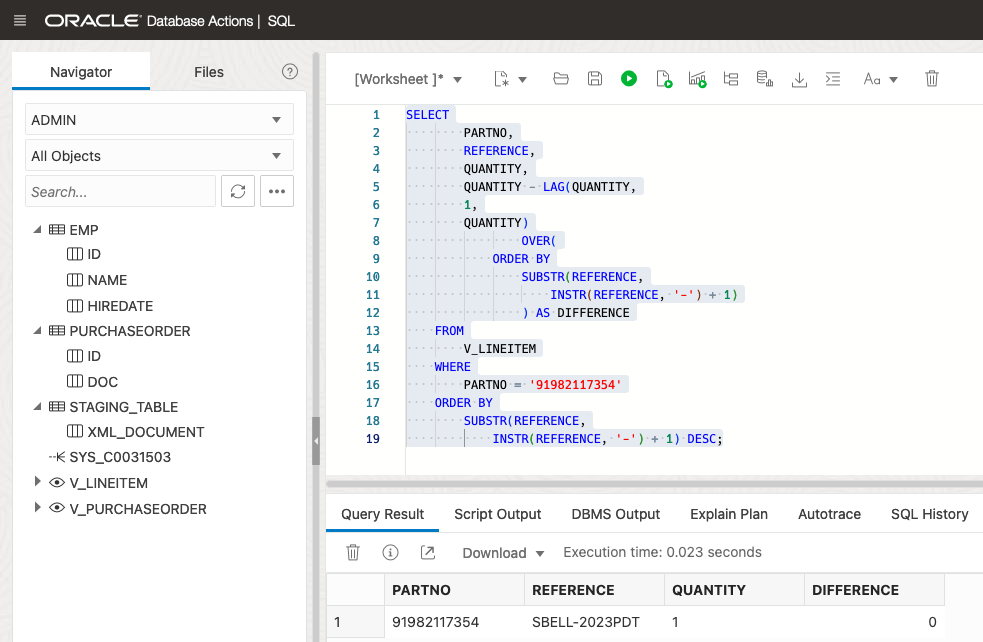 ORACLE Database Actions | SQL
Navigator
Files
ADMIN
All Objects
Search...
EMP
ID
NAME
HIREDATE
PURCHASEORDER
ID
DOC
STAGING_TABLE
XML_DOCUMENT
SYS_C0031503
V_LINEITEM
V_PURCHASEORDER
[Worksheet ]*
Aa
1 SELECT
2 PARTNO,
3 REFERENCE,
4 QUANTITY,
5 QUANTITY - LAG(QUANTITY,
6 1,
7 QUANTITY)
8 OVER(
9 ORDER BY
10 SUBSTR(REFERENCE,
11 INSTR(REFERENCE, '-') + 1)
12 ) AS DIFFERENCE
13 FROM
14 V_LINEITEM
15 WHERE
16 PARTNO = '91982117354'
17 ORDER BY
18 SUBSTR(REFERENCE,
19 INSTR(REFERENCE, '-') + 1) DESC;
Query Result Script Output DBMS Output Explain Plan Autotrace SQL History
Download Execution time: 0.023 seconds
PARTNO REFERENCE QUANTITY DIFFERENCE
1 91982117354 SBELL-2023PDT 1 0